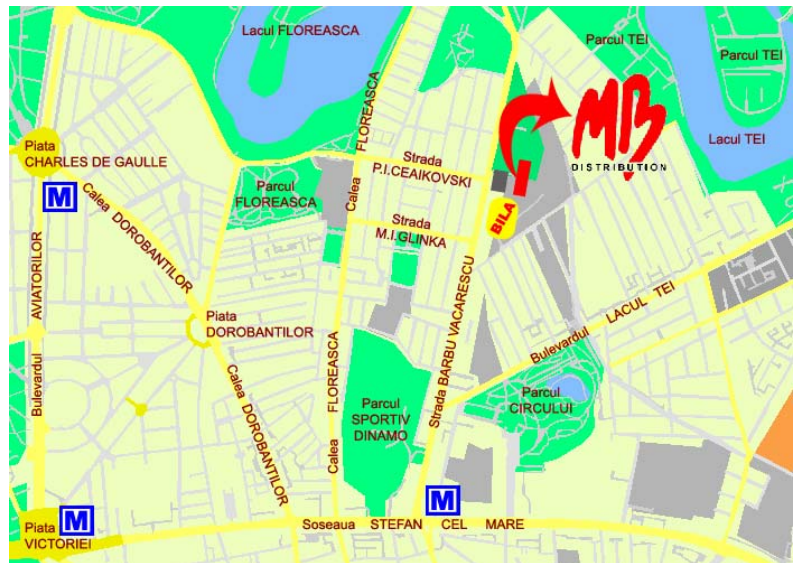 Lacul FLOREASCA
Parcul TEI
Parcul TEI
Lacul TEI
MB
DISTRIBUTION
Calea FLOREASCA
Piata
CHARLES DE GAULLE
M
Strada
P.I.CEAIKOVSKI
Parcul
FLOREASCA
Calea DOROBANTILOR
BILA
Strada
M.I.GLINKA
Bulevardul AVIATORILOR
Piata
DOROBANTILOR
Strada BARBU VACARESCU
Bulevardul LACUL TEI
Calea FLOREASCA
Calea DOROBANTILOR
Parcul
SPORTIV
DINAMO
Parcul
CIRCULUI
M
M
Piata
VICTORIEI
Soseaua STEFAN CEL MARE